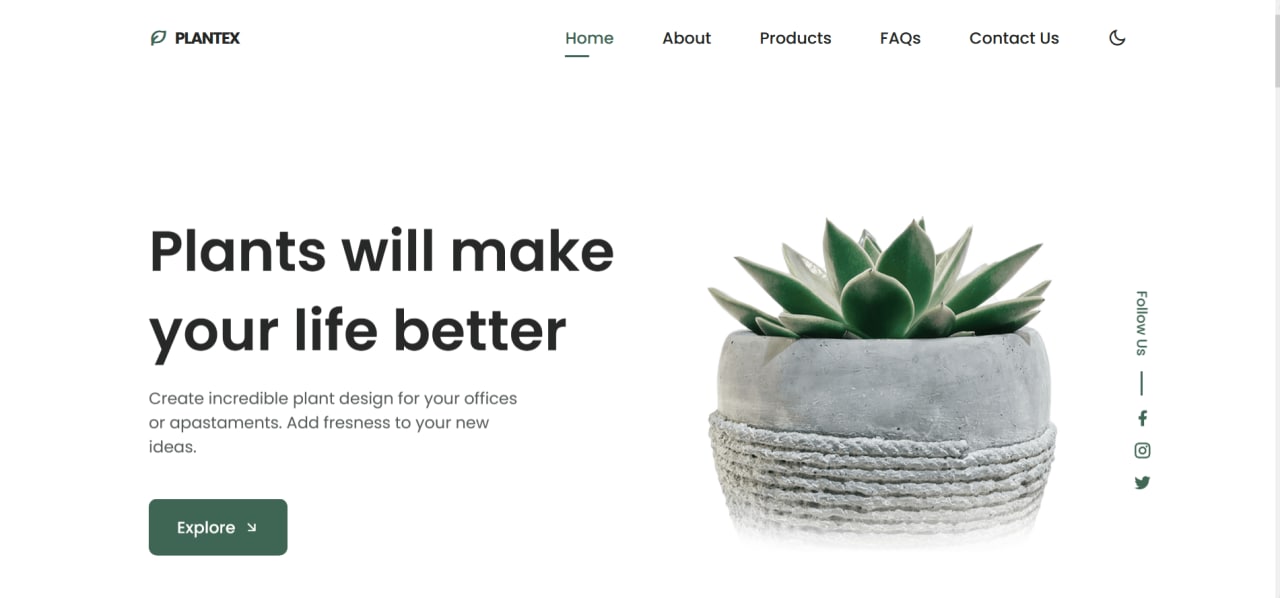 PLANTEX
Home
About
Products
FAQs
Contact Us
Plants will make
your life better
Create incredible plant design for your offices
or apastaments. Add fresness to your new
ideas.
Explore
Follow Us